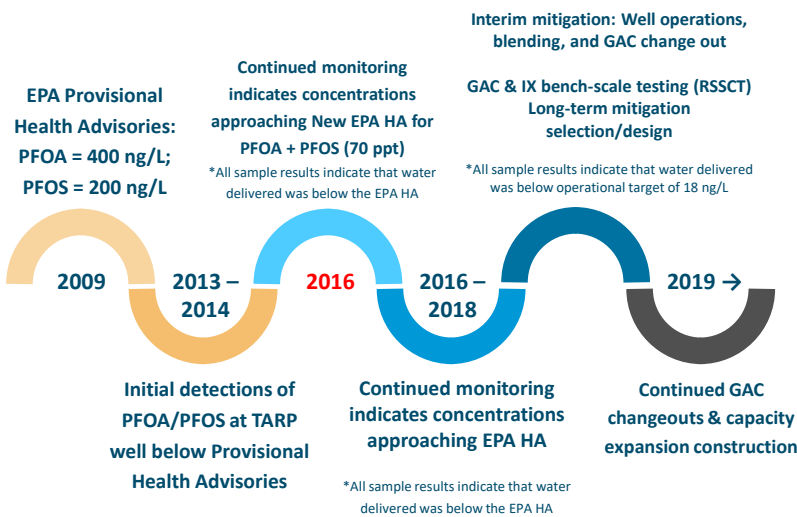 EPA Provisional
Health Advisories:
PFOA = 400 ng/L;
PFOS = 200 ng/L
2009
2013 –
2014
Initial detections of
PFOA/PFOS at TARP
well below Provisional
Health Advisories
Continued monitoring
indicates concentrations
approaching New EPA HA for
PFOA + PFOS (70 ppt)
*All sample results indicate that water
delivered was below the EPA HA
2016
2016 –
2018
Continued monitoring
indicates concentrations
approaching EPA HA
*All sample results indicate that water
delivered was below the EPA HA
Interim mitigation: Well operations,
blending, and GAC change out
GAC & IX bench-scale testing (RSSCT)
Long-term mitigation
selection/design
*All sample results indicate that water delivered
was below operational target of 18 ng/L
2019 →
Continued GAC
changeouts & capacity
expansion construction